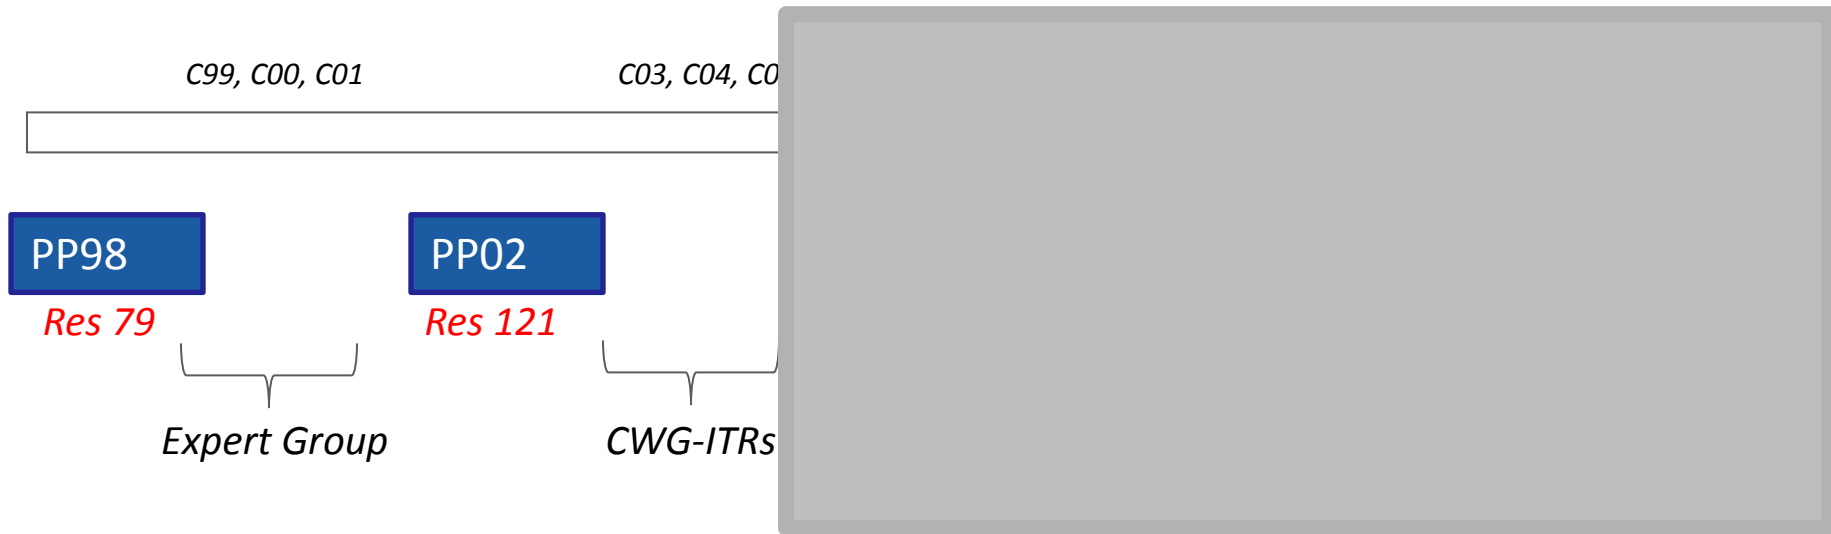 C99, C00, C01
C03, C04,
PP98
PP02
Res 79
Res 121
Expert Group
CWG-ITRs